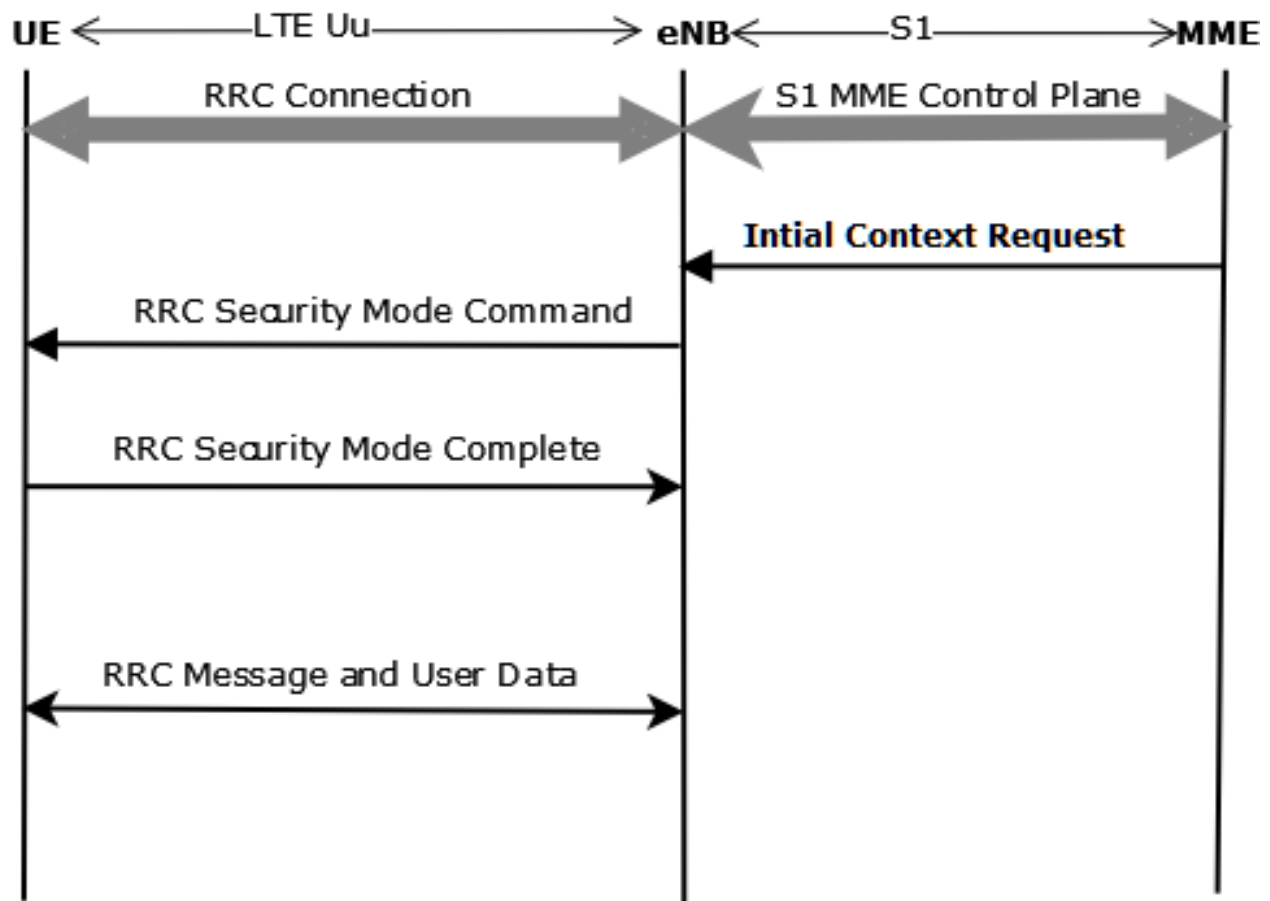 UE LTE Uu eNB S1 MME
RRC Connection S1 MME Control Plane
Intial Context Request
RRC Security Mode Command
RRC Security Mode Complete
RRC Message and User Data